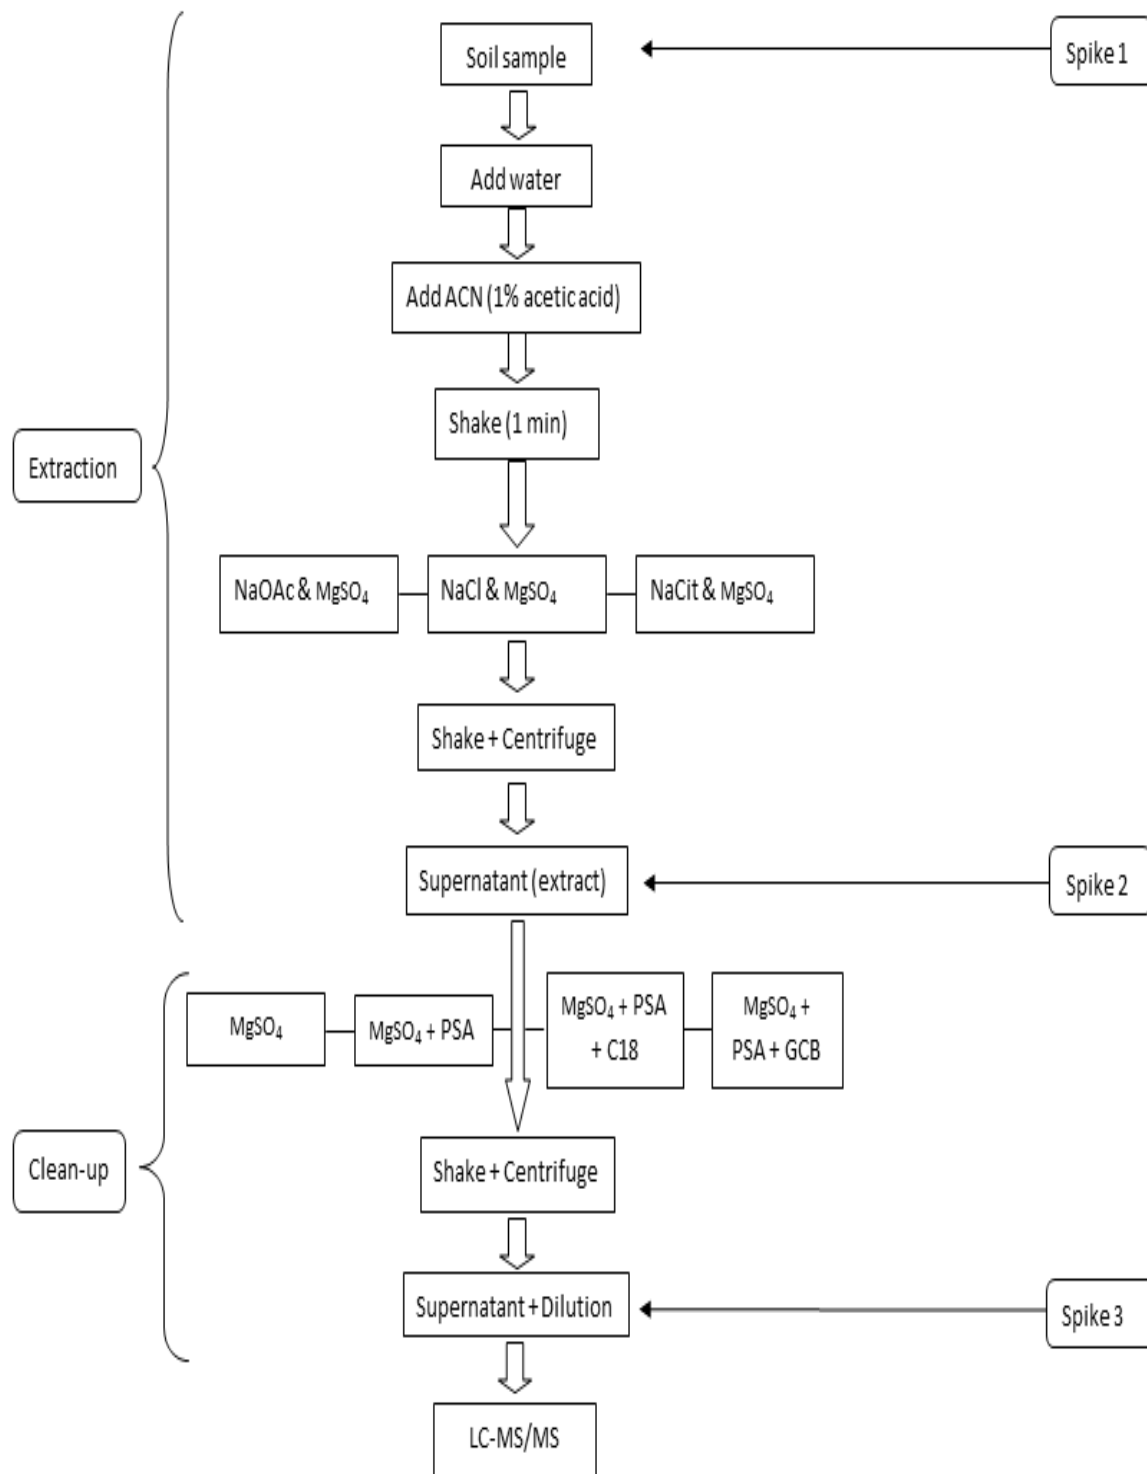 Soil sample
Spike 1
Add water
Add ACN (1% acetic acid)
Shake (1 min)
Extraction
NaOAc & MgSO₄
NaCl & MgSO₄
NaCit & MgSO₄
Shake + Centrifuge
Supernatant (extract)
Spike 2
MgSO₄
MgSO₄ + PSA
MgSO₄ + PSA
+ C18
MgSO₄ +
PSA + GCB
Clean-up
Shake + Centrifuge
Supernatant + Dilution
Spike 3
LC-MS/MS